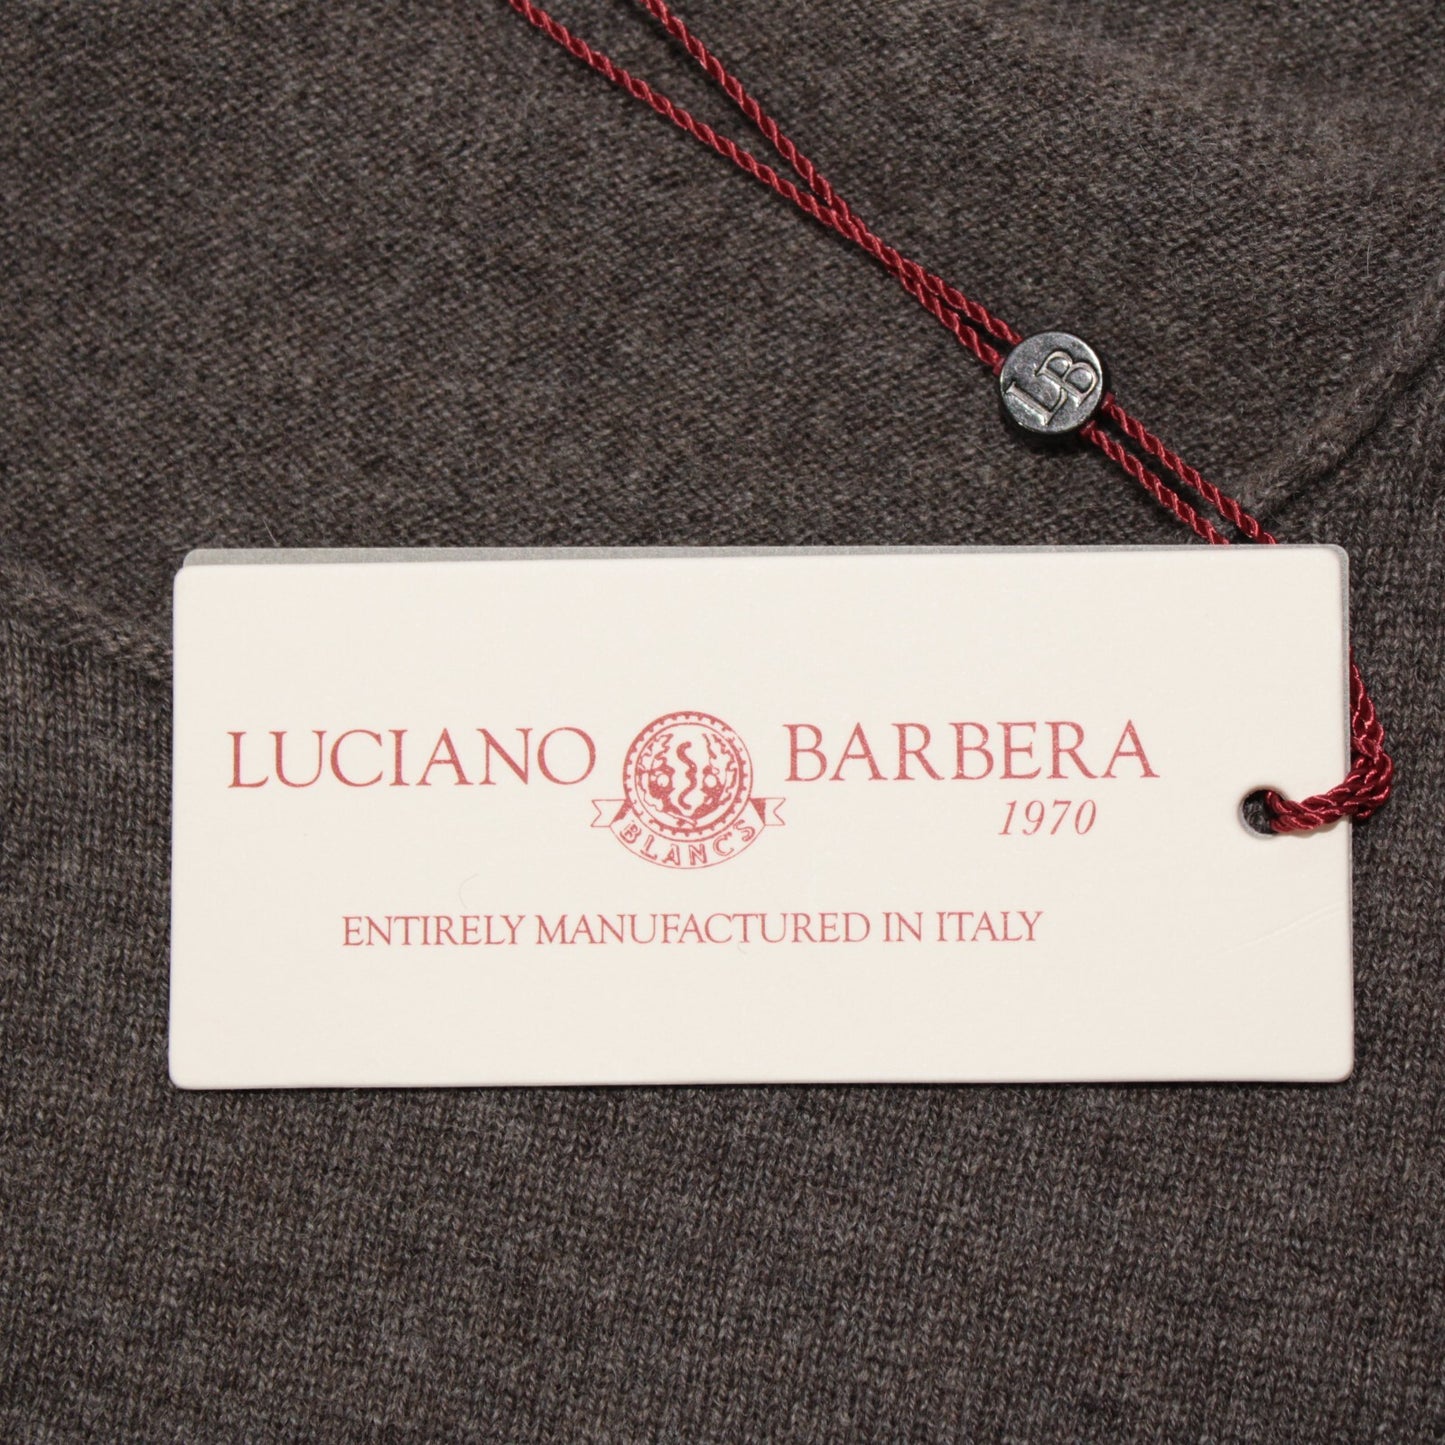 LB
LUCIANO BARBERA
1970
BLANC'S
ENTIRELY MANUFACTURED IN ITALY